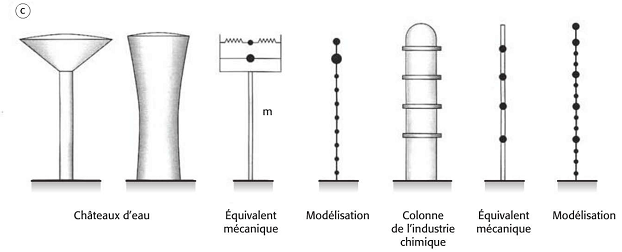 C
m
Châteaux d'eau
Équivalent
mécanique
Modélisation
Colonne
de l'industrie
chimique
Équivalent
mécanique
Modélisation